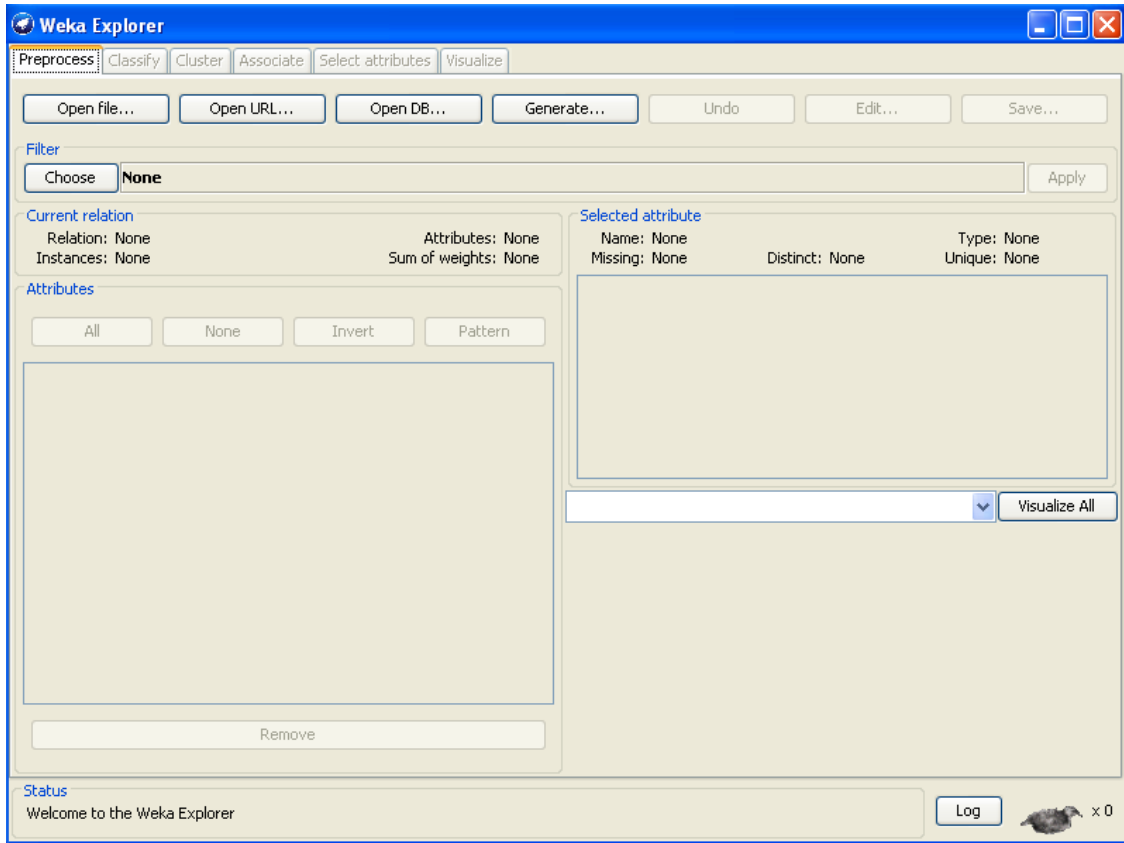 Weka Explorer
Preprocess Classify Cluster Associate Select attributes Visualize
Open file... Open URL... Open DB... Generate... Undo Edit... Save...
Filter
Choose None Apply
Current relation
Relation: None Attributes: None
Instances: None Sum of weights: None
Selected attribute
Name: None Type: None
Missing: None Distinct: None Unique: None
Attributes
All None Invert Pattern
Visualize All
Remove
Status
Welcome to the Weka Explorer
Log x 0